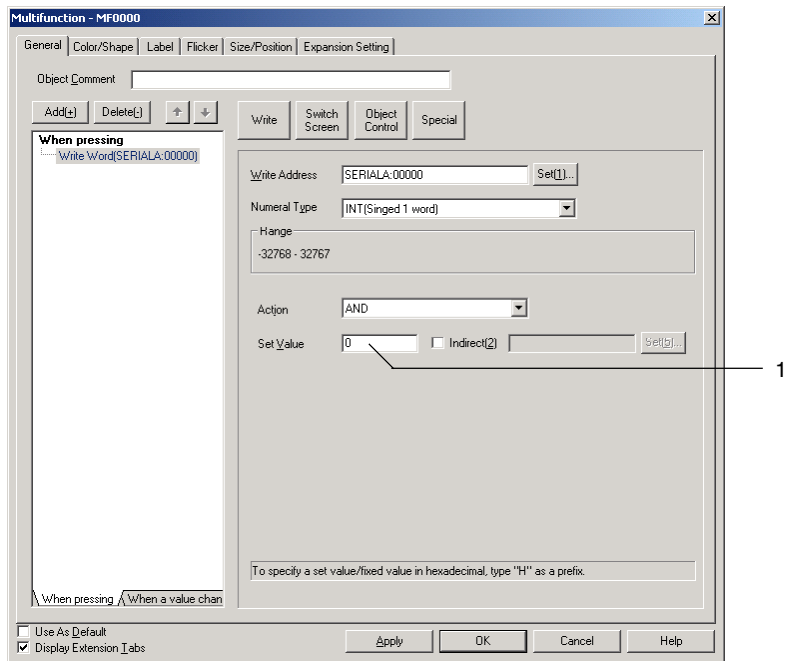 Multifunction - MF0000
General Color/Shape Label Flicker Size/Position Expansion Setting
Object Comment
Add(+) Delete(-)
Write Switch Screen Object Control Special
When pressing
Write Word(SERIALA:00000)
Write Address SERIALA:00000 Set(1)...
Numeral Type INT(Singed 1 word)
Range
-32768 - 32767
Action AND
Set Value 0 Indirect(2) Set(5)...
1
To specify a set value/fixed value in hexadecimal, type "H" as a prefix.
When pressing When a value chan
Use As Default
Display Extension Tabs
Apply OK Cancel Help